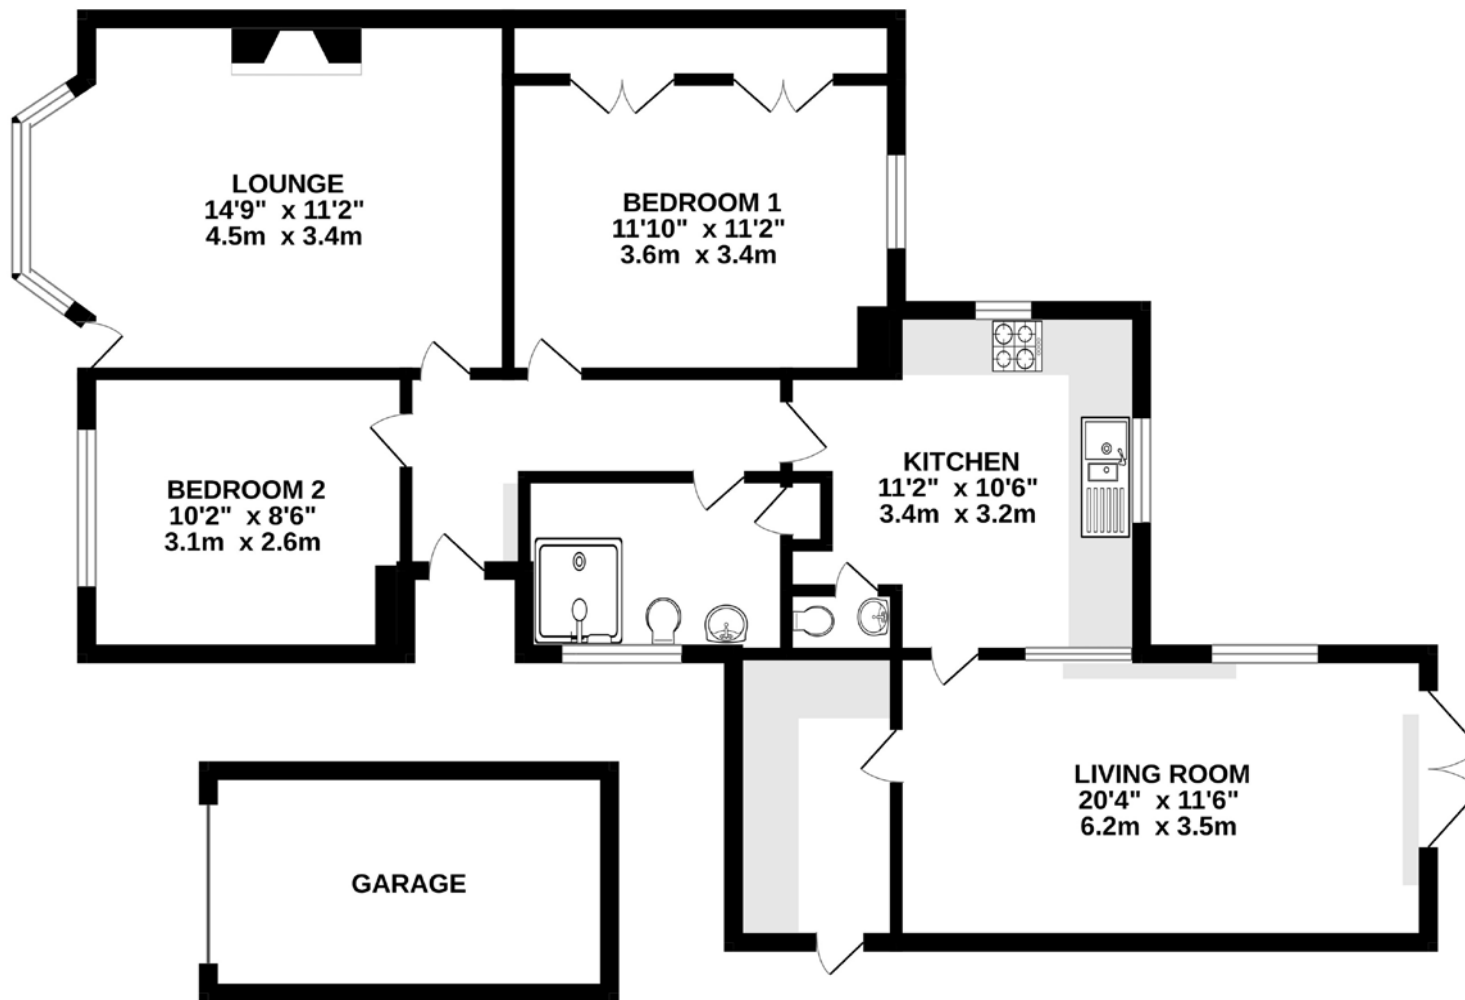 LOUNGE
14'9" x 11'2"
4.5m x 3.4m
BEDROOM 1
11'10" x 11'2"
3.6m x 3.4m
BEDROOM 2
10'2" x 8'6"
3.1m x 2.6m
KITCHEN
11'2" x 10'6"
3.4m x 3.2m
LIVING ROOM
20'4" x 11'6"
6.2m x 3.5m
GARAGE